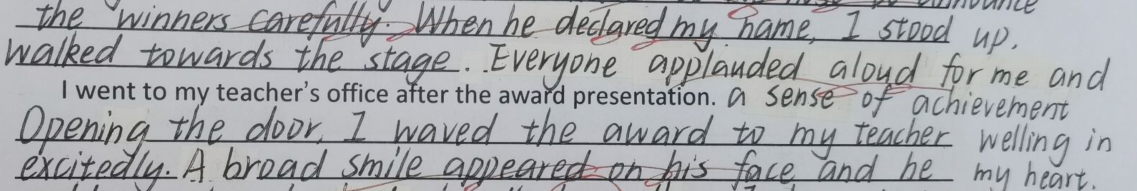 the winners carefully. When he declared my name, I stood up,
walked towards the stage. Everyone applauded aloud for me and
I went to my teacher's office after the award presentation. a sense of achievement
Opening the door, I waved the award to my teacher welling in
excitedly. A broad smile appeared on his face and he my heart.